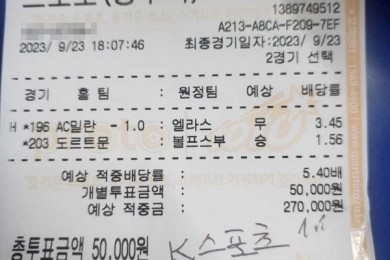 1389749512
A213-A8CA-F209-7EF
2023/ 9/23 18:07:46 최종경기일자:2023/ 9/23
2경기 선택
경기 홈 팀 : 원정팀 예상 배당률
H *196 AC밀란 1.0 : 엘라스 무 3.45
*203 도르트문 : 볼프스부 승 1.56
예상 적중배당률 5.40배
개별투표금액 50,000원
예상 적중금 270,000원
총투표금액 50,000원 K스포츠